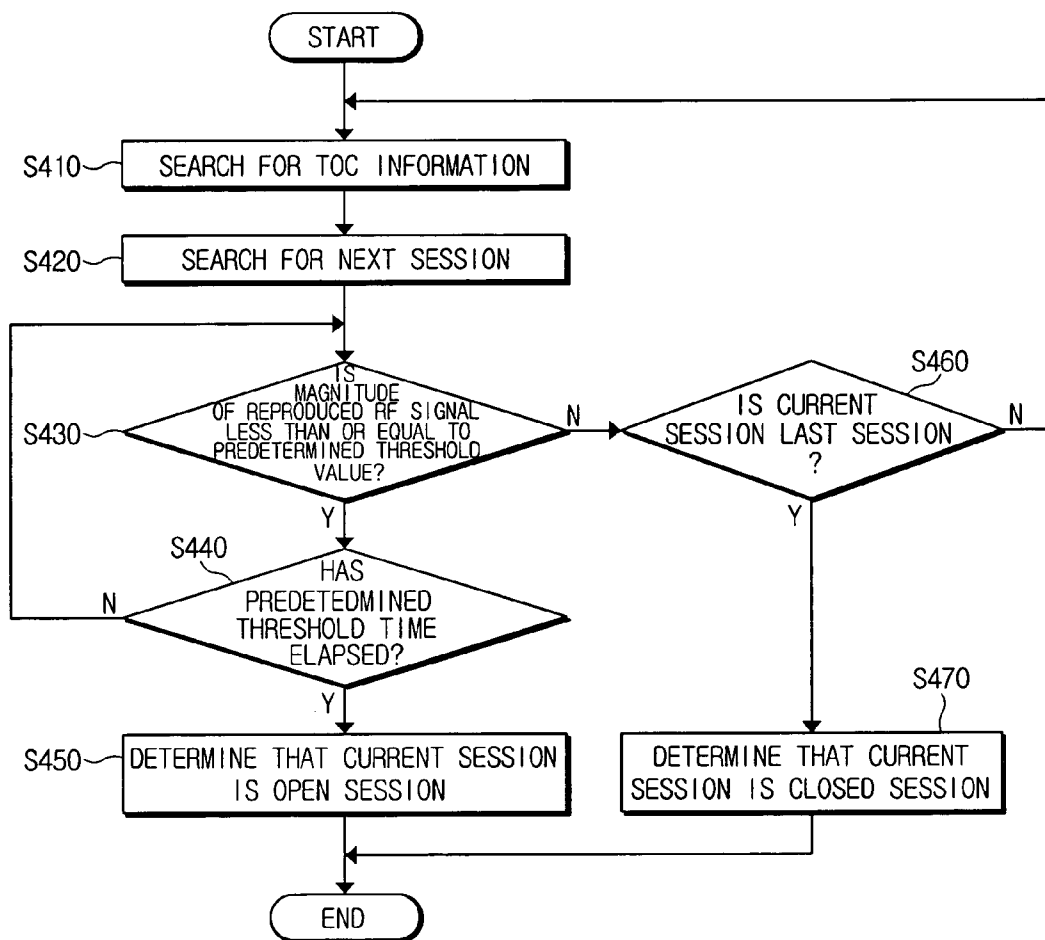 START
S410
SEARCH FOR TOC INFORMATION
S420
SEARCH FOR NEXT SESSION
S430
IS
MAGNITUDE
OF REPRODUCED RF SIGNAL
LESS THAN OR EQUAL TO
PREDETERMINED THRESHOLD
VALUE?
N
Y
S460
IS CURRENT
SESSION LAST SESSION
?
N
Y
S440
HAS
PREDETEDMINED
THRESHOLD TIME
ELAPSED?
N
Y
S450
DETERMINE THAT CURRENT SESSION
IS OPEN SESSION
S470
DETERMINE THAT CURRENT
SESSION IS CLOSED SESSION
END